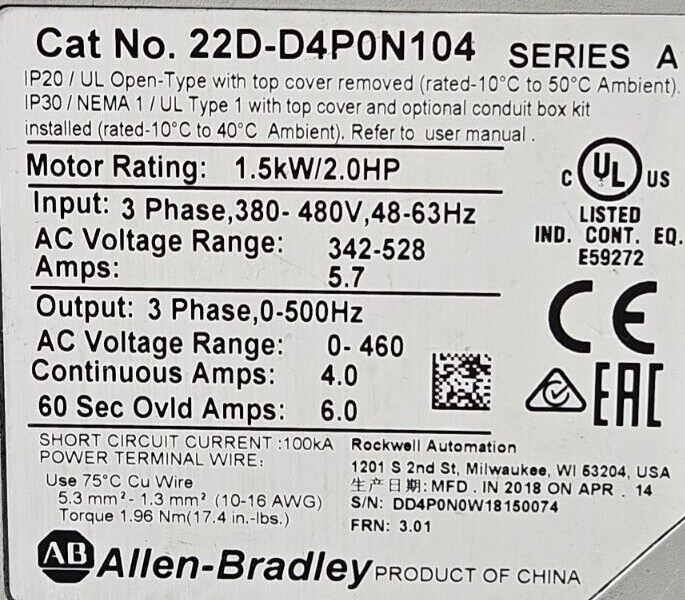 Cat No. 22D-D4P0N104 SERIES A
IP20 / UL Open-Type with top cover removed (rated-10°C to 50°C Ambient).
IP30 / NEMA 1 / UL Type 1 with top cover and optional conduit box kit
installed (rated-10°C to 40°C Ambient). Refer to user manual .
Motor Rating: 1.5kW/2.0HP
Input: 3 Phase,380- 480V,48-63Hz
AC Voltage Range: 342-528
Amps: 5.7
Output: 3 Phase,0-500Hz
AC Voltage Range: 0- 460
Continuous Amps: 4.0
60 Sec Ovld Amps: 6.0
C UL US
LISTED
IND. CONT. EQ.
E59272
CE
EAC
SHORT CIRCUIT CURRENT :100kA
POWER TERMINAL WIRE:
Use 75°C Cu Wire
5.3 mm²- 1.3 mm² (10-16 AWG)
Torque 1.96 Nm(17.4 in.-lbs.)
Rockwell Automation
1201 S 2nd St, Milwaukee, WI 53204, USA
生产日期:MFD. IN 2018 ON APR . 14
S/N: DD4P0N0W18150074
FRN: 3.01
AB Allen-Bradley PRODUCT OF CHINA